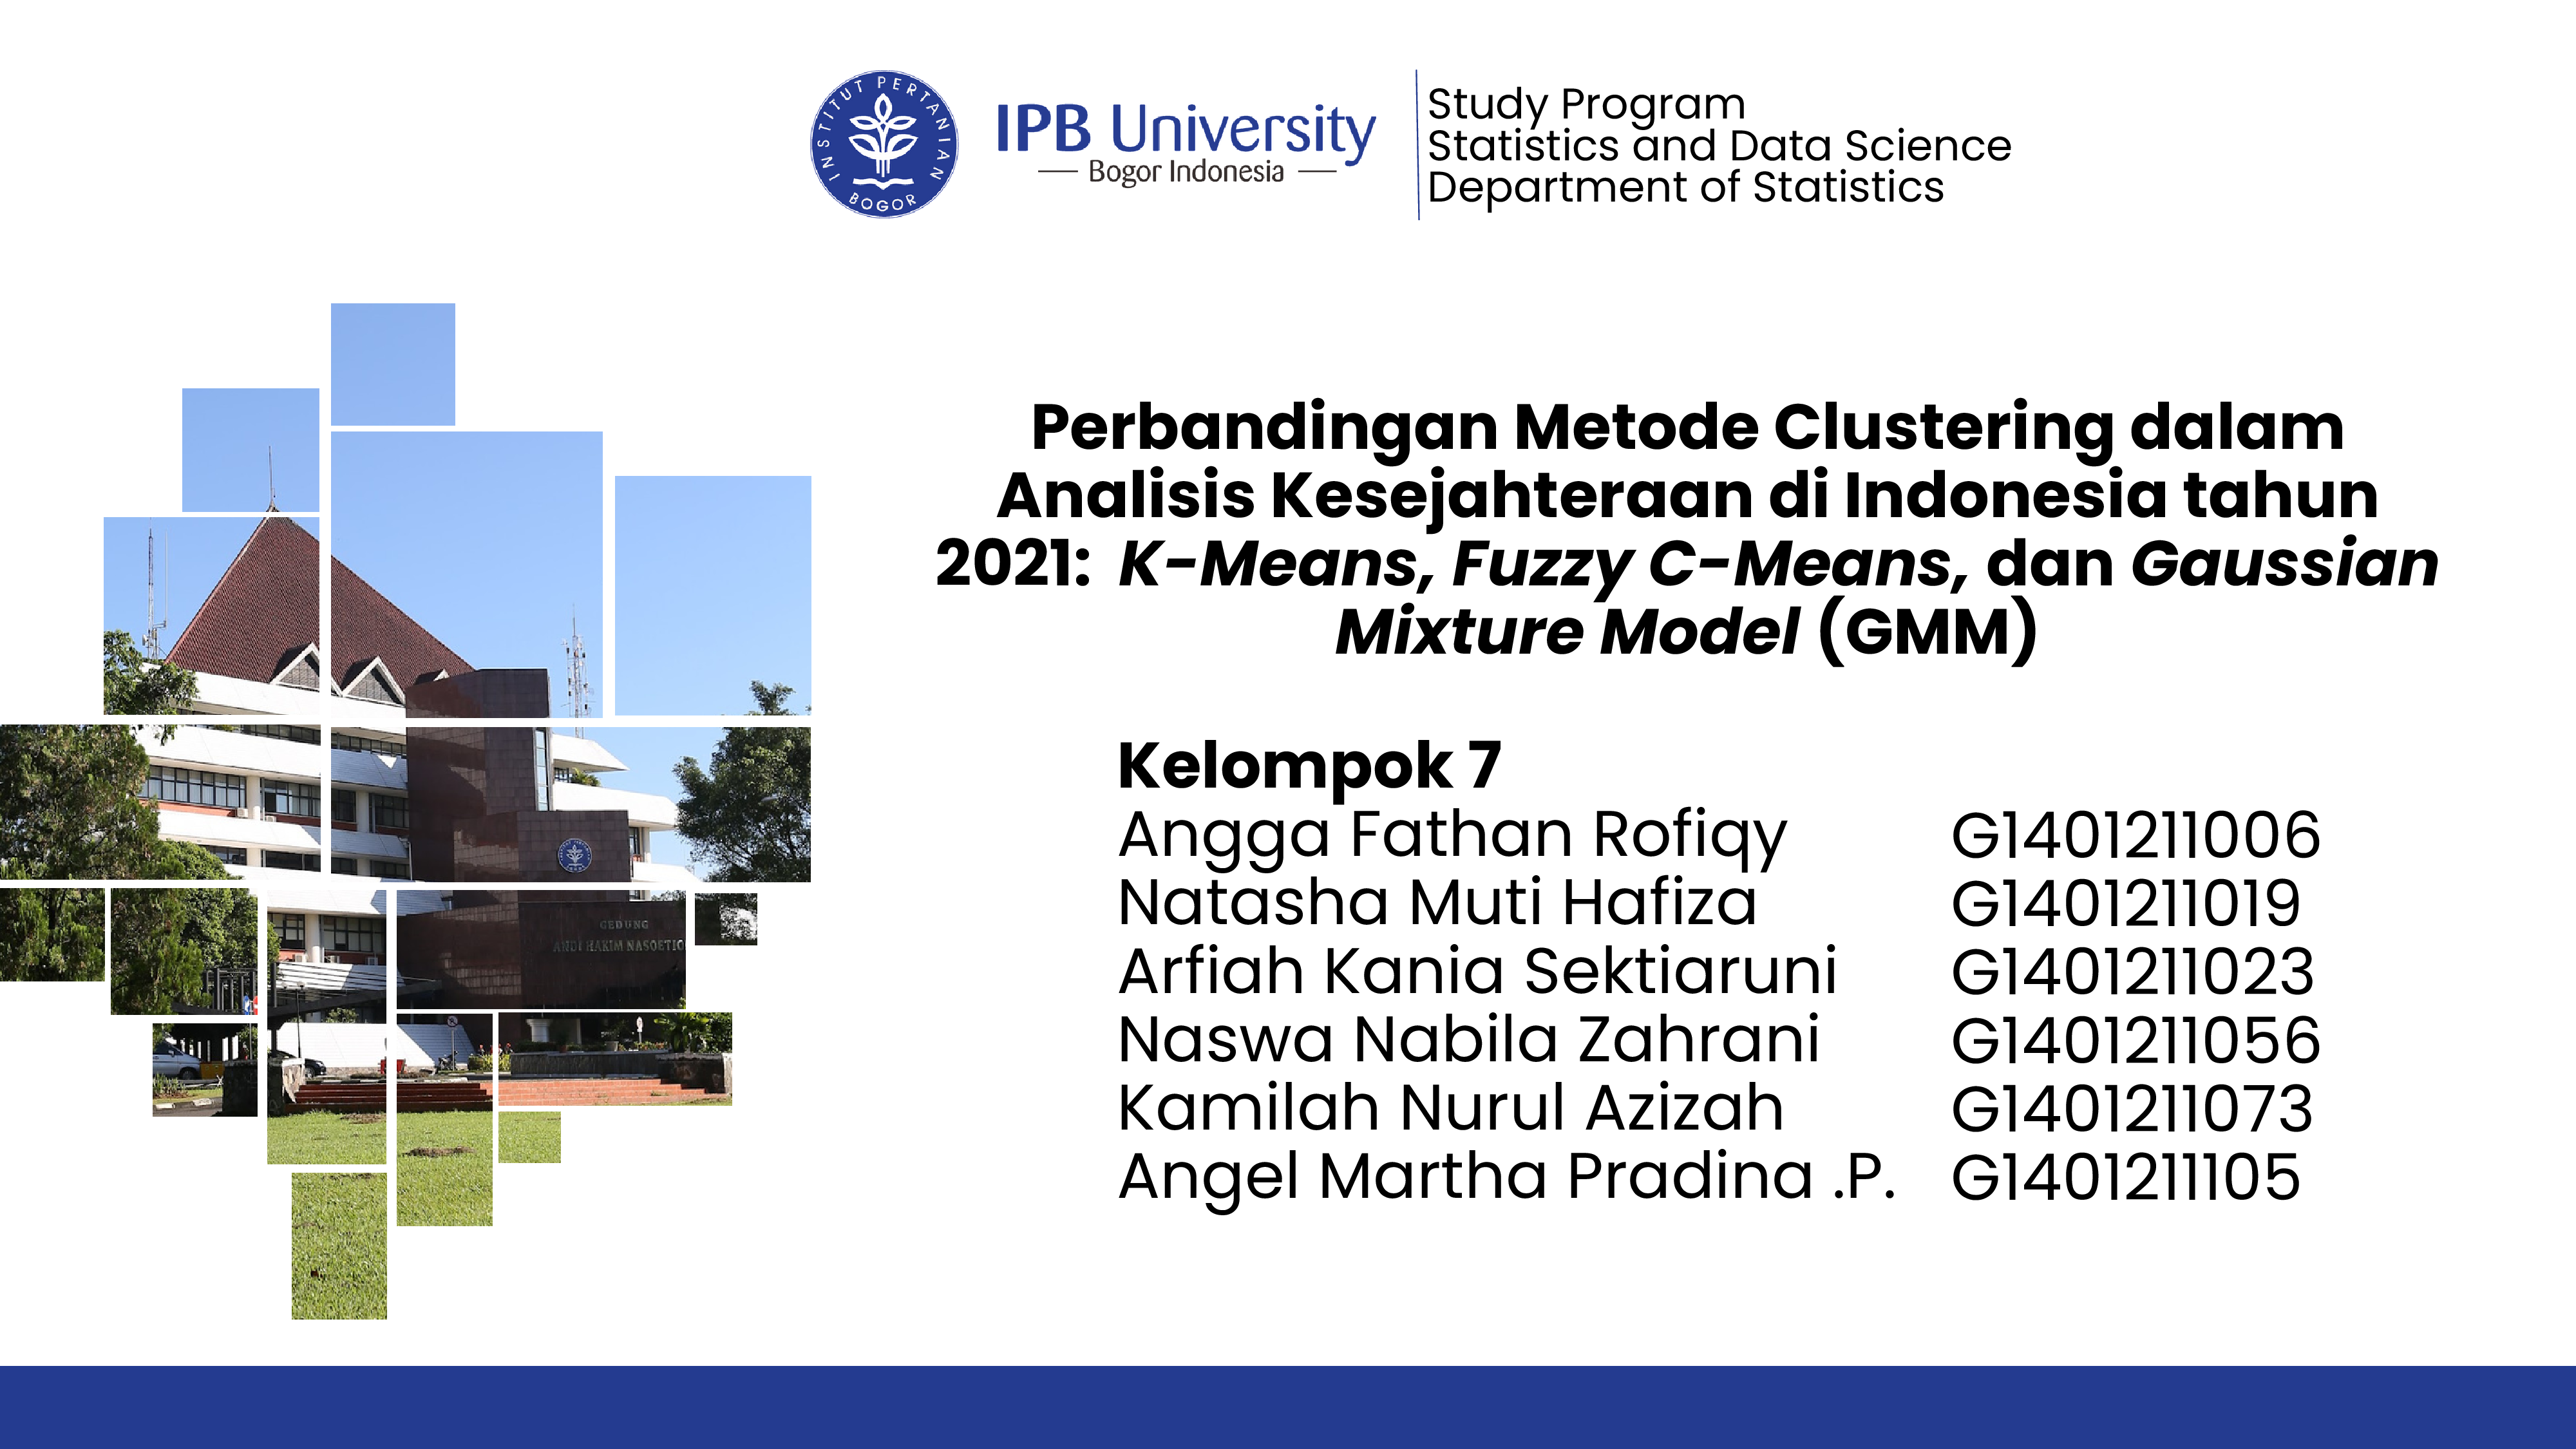 INSTITUT PERTANIAN
BOGOR
IPB University
Bogor Indonesia
Study Program
Statistics and Data Science
Department of Statistics
Perbandingan Metode Clustering dalam
Analisis Kesejahteraan di Indonesia tahun
2021: K-Means, Fuzzy C-Means, dan Gaussian
Mixture Model (GMM)
Kelompok 7
Angga Fathan Rofiqy G1401211006
Natasha Muti Hafiza G1401211019
Arfiah Kania Sektiaruni G1401211023
Naswa Nabila Zahrani G1401211056
Kamilah Nurul Azizah G1401211073
Angel Martha Pradina .P. G1401211105
GEDUNG
ANDI HAKIM NASOETIO